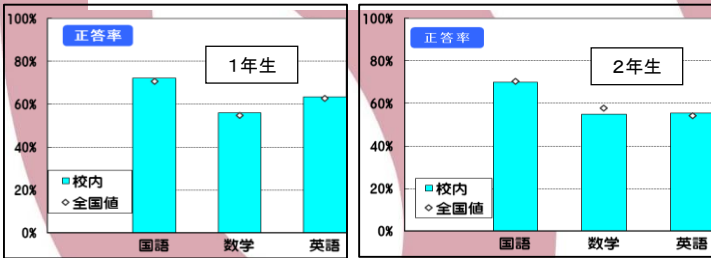 100%
正答率
80%
1年生
60%
40%
校内
20%
全国値
0%
国語 数学 英語
100%
正答率
80%
2年生
60%
40%
20%
校内
全国値
0%
国語 数学 英語